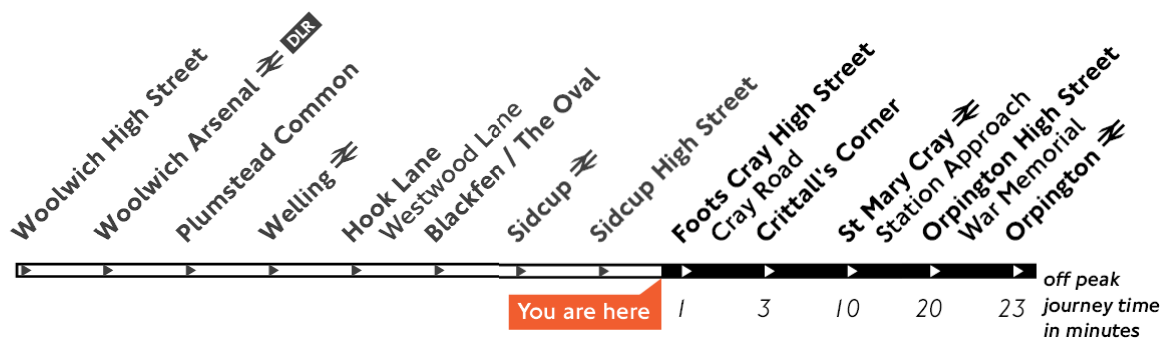 Woolwich High Street
Woolwich Arsenal DLR
Plumstead Common
Welling
Hook Lane
Westwood Lane
Blackfen / The Oval
Sidcup
Sidcup High Street
Foots Cray High Street
Cray Road
Crittall's Corner
St Mary Cray
Station Approach
Orpington High Street
War Memorial
Orpington
You are here
1 3 10 20 23
off peak
journey time
in minutes